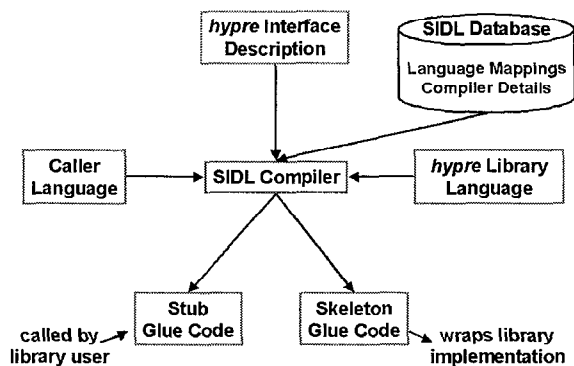 hypre Interface
Description
SIDL Database
Language Mappings
Compiler Details
Caller
Language
SIDL Compiler
hypre Library
Language
Stub
Glue Code
Skeleton
Glue Code
called by
library user
wraps library
implementation